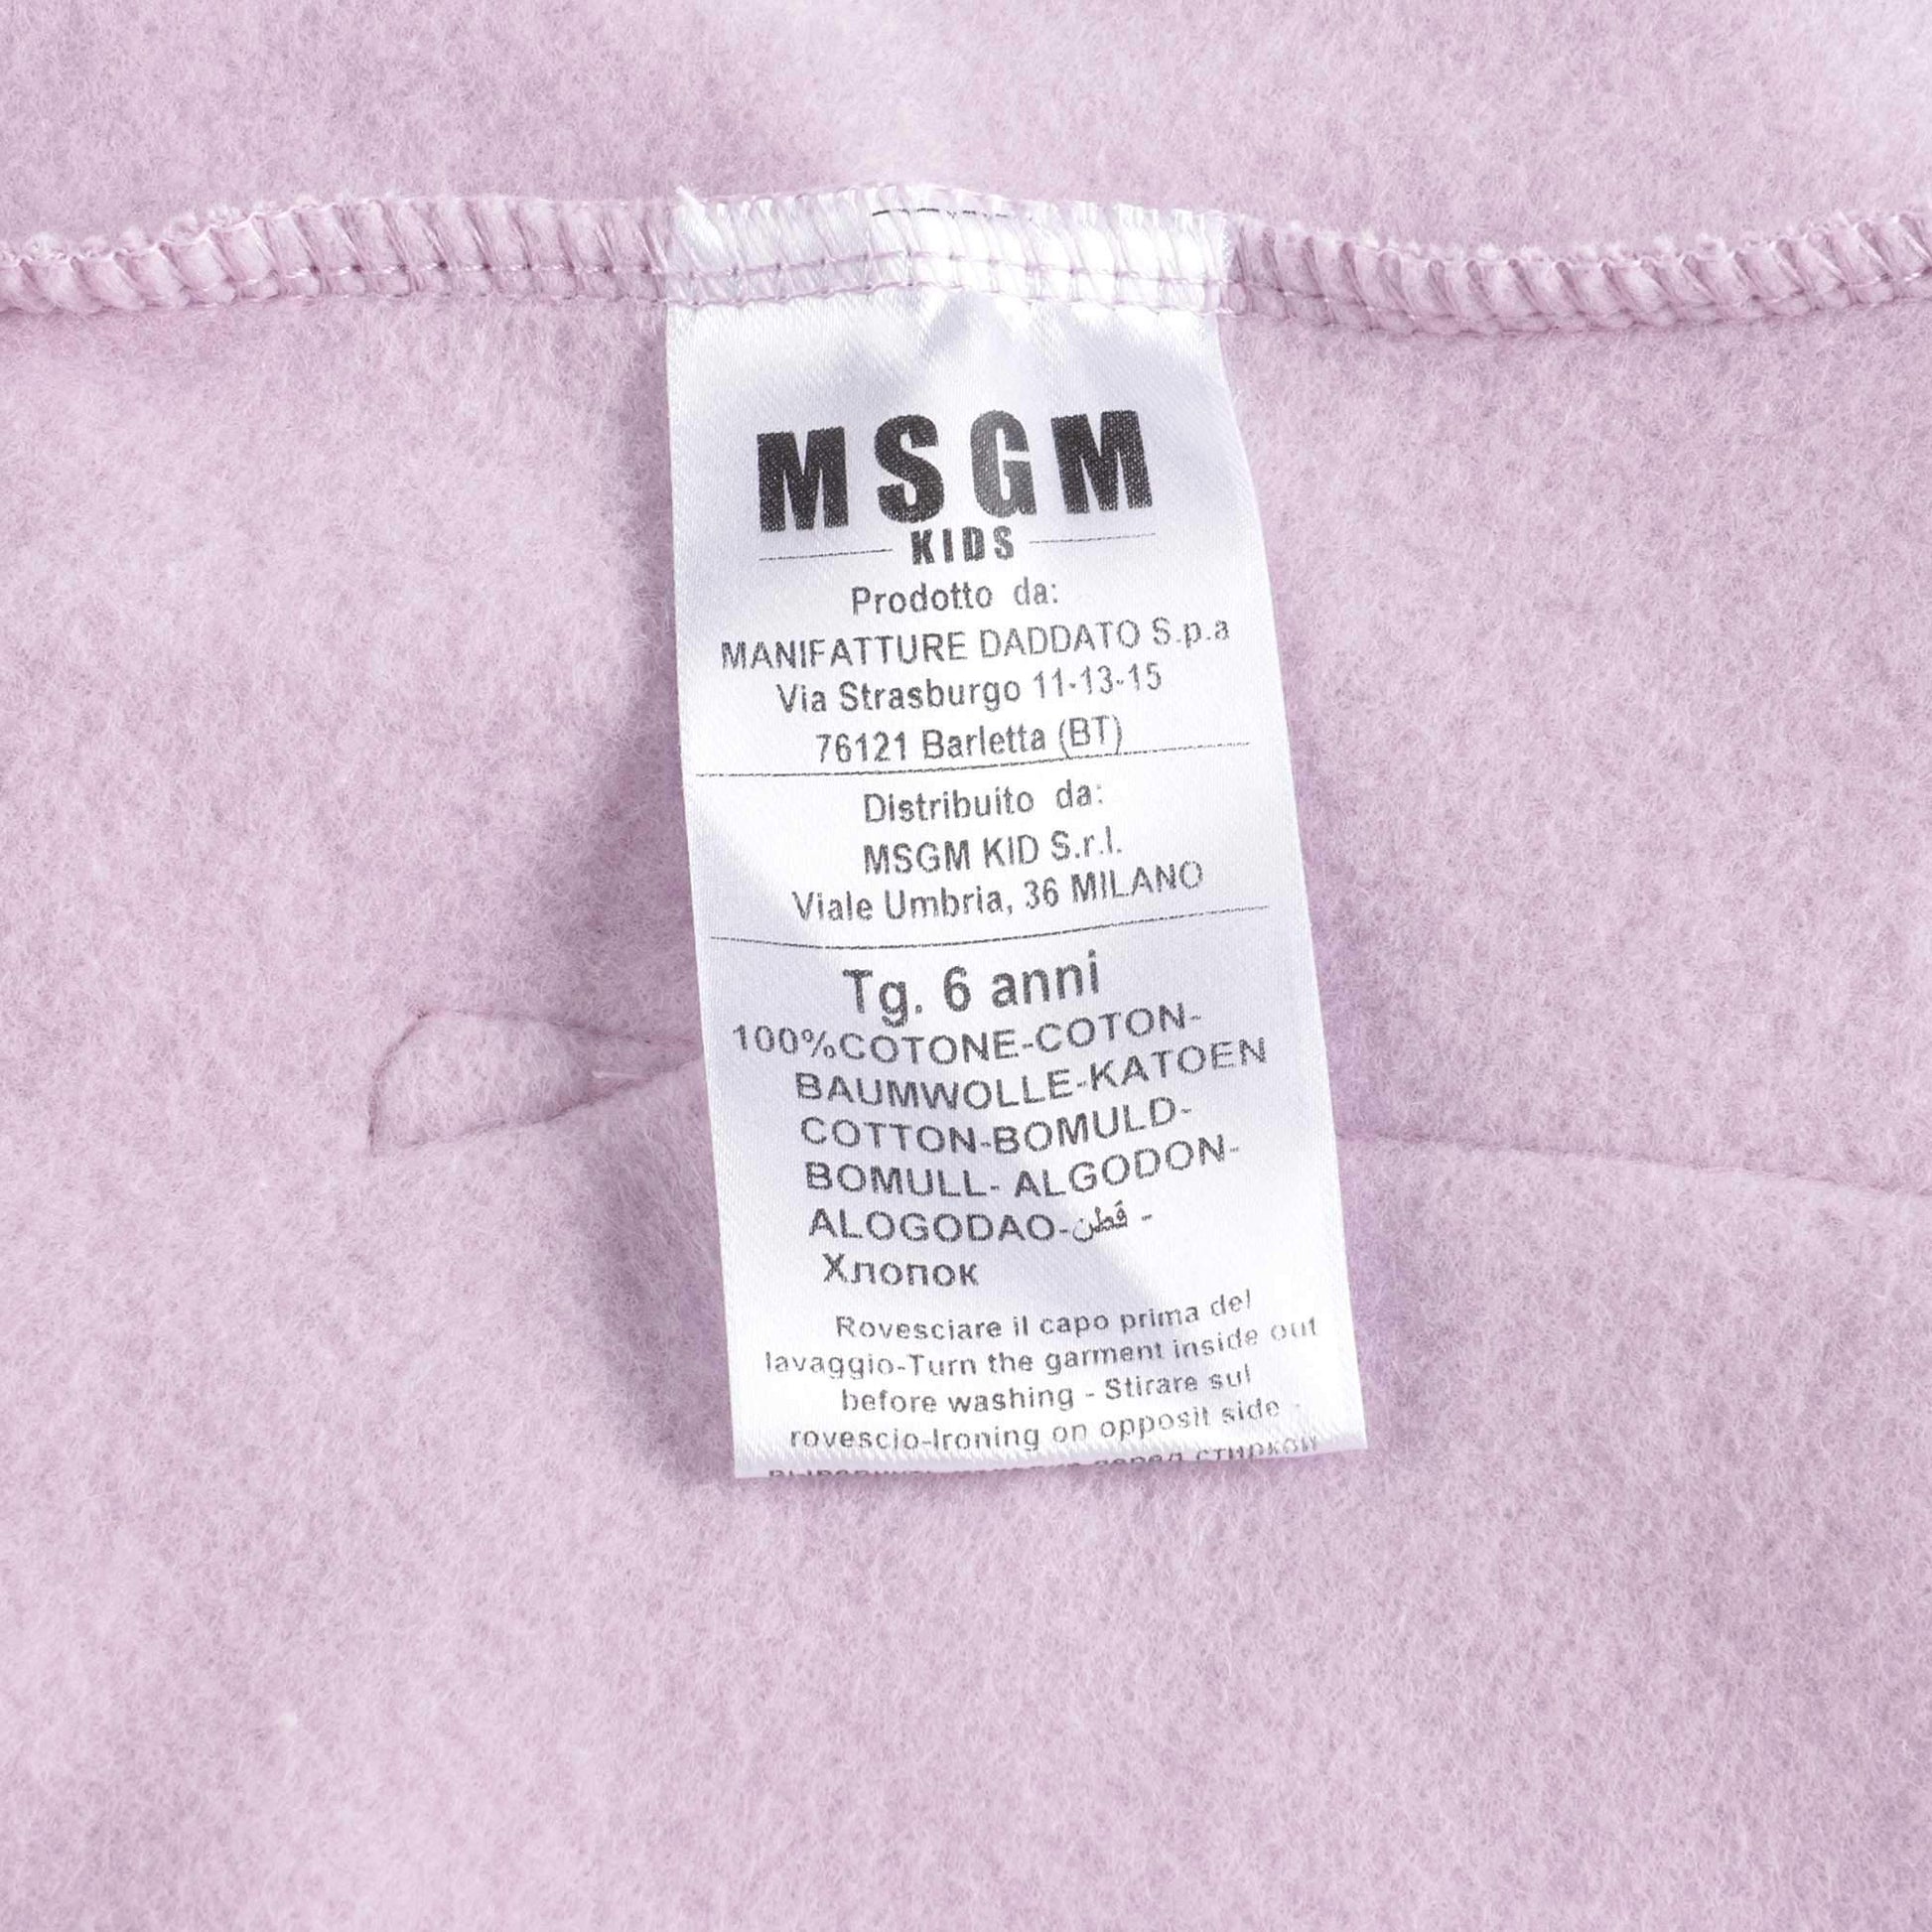 MSGM
KIDS
Prodotto da:
MANIFATTURE DADDATO S.p.a
Via Strasburgo 11-13-15
76121 Barletta (BT)
Distribuito da:
MSGM KID S.r.l.
Viale Umbria, 36 MILANO
Tg. 6 anni
100%COTONE-COTON-
BAUMWOLLE-KATOEN
COTTON-BOMULD-
BOMULL- ALGODON-
ALOGODAO-قطن -
Хлопок
Rovesciare il capo prima del
lavaggio-Turn the garment inside out
before washing - Stirare sul
rovescio-Ironing on opposit side -
стиркой